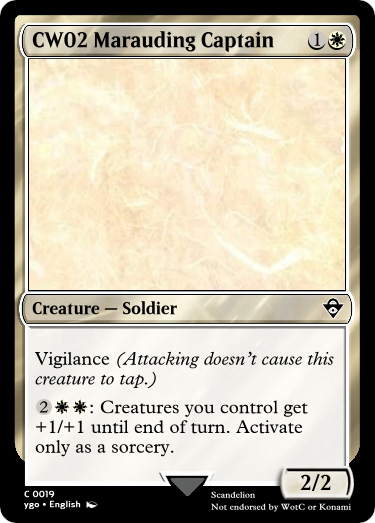 CW02 Marauding Captain 1
Creature — Soldier
Vigilance (Attacking doesn't cause this
creature to tap.)
2: Creatures you control get
+1/+1 until end of turn. Activate
only as a sorcery.
2/2
C 0019
ygo • English
Scandelion
Not endorsed by WotC or Konami